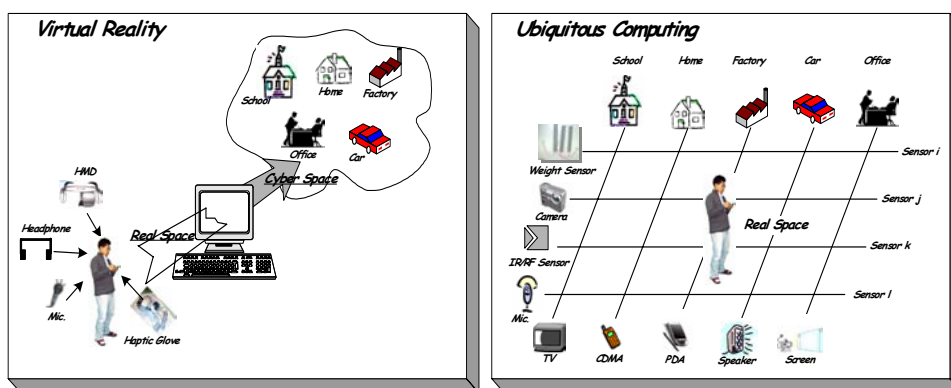 Virtual Reality
School
Home
Factory
Office
Car
Cyber Space
HMD
Headphone
Real Space
Mic.
Haptic Glove
Ubiquitous Computing
School Home Factory Car Office
Sensor i
Weight Sensor
Sensor j
Camera
Real Space
Sensor k
IR/RF Sensor
Sensor l
Mic.
TV CDMA PDA Speaker Screen